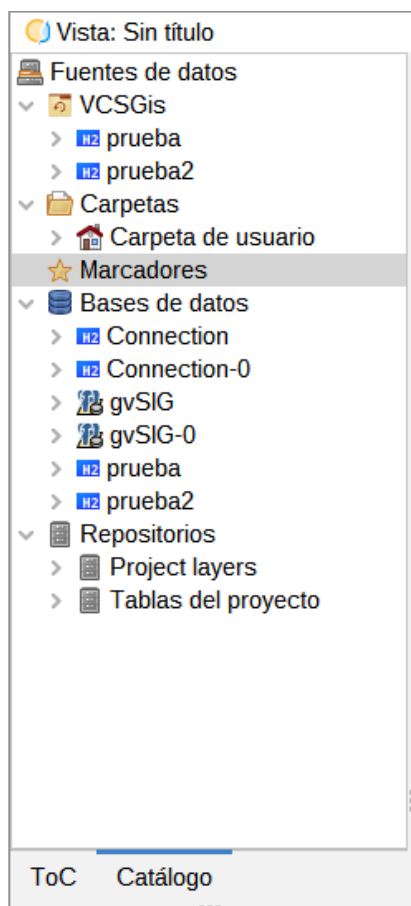 Vista: Sin título
Fuentes de datos
VCSGis
H2 prueba
H2 prueba2
Carpetas
Carpeta de usuario
Marcadores
Bases de datos
H2 Connection
H2 Connection-0
gvSIG
gvSIG-0
H2 prueba
H2 prueba2
Repositorios
Project layers
Tablas del proyecto
ToC Catálogo